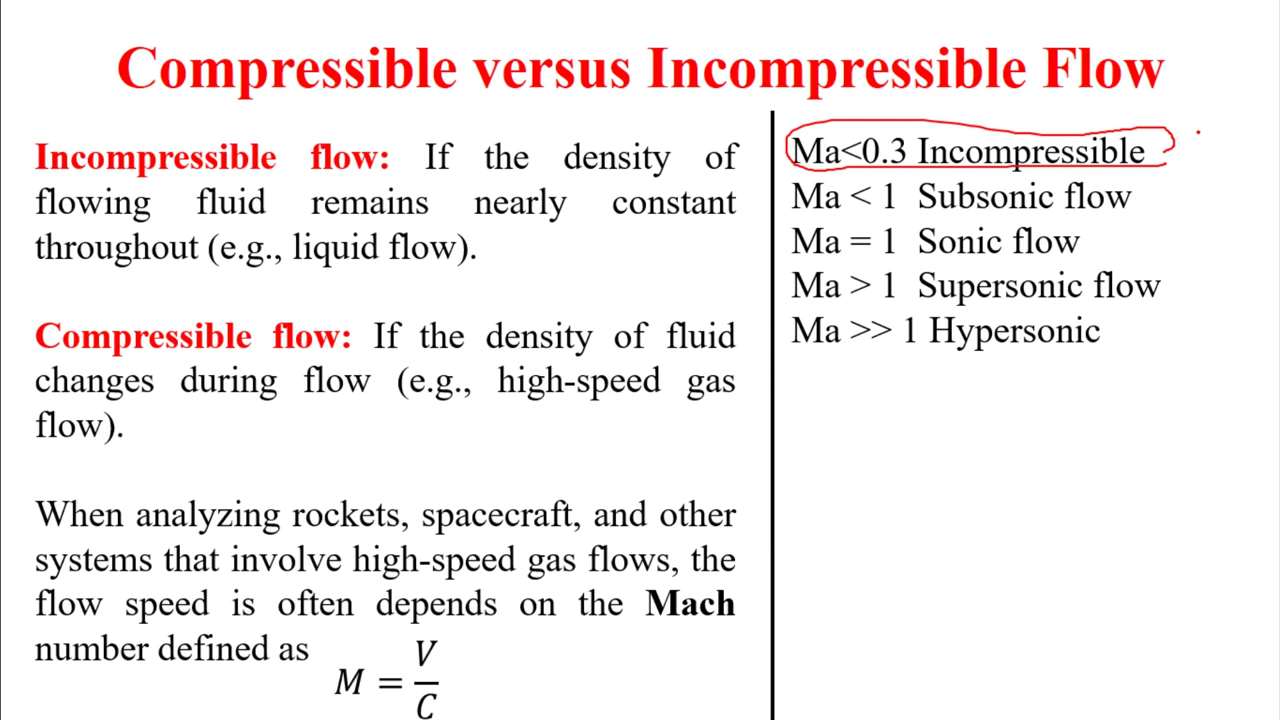 Compressible versus Incompressible Flow
Incompressible flow: If the density of
flowing fluid remains nearly constant
throughout (e.g., liquid flow).
Compressible flow: If the density of fluid
changes during flow (e.g., high-speed gas
flow).
When analyzing rockets, spacecraft, and other
systems that involve high-speed gas flows, the
flow speed is often depends on the Mach
number defined as
M = V/C
Ma<0.3 Incompressible
Ma < 1 Subsonic flow
Ma = 1 Sonic flow
Ma > 1 Supersonic flow
Ma >> 1 Hypersonic